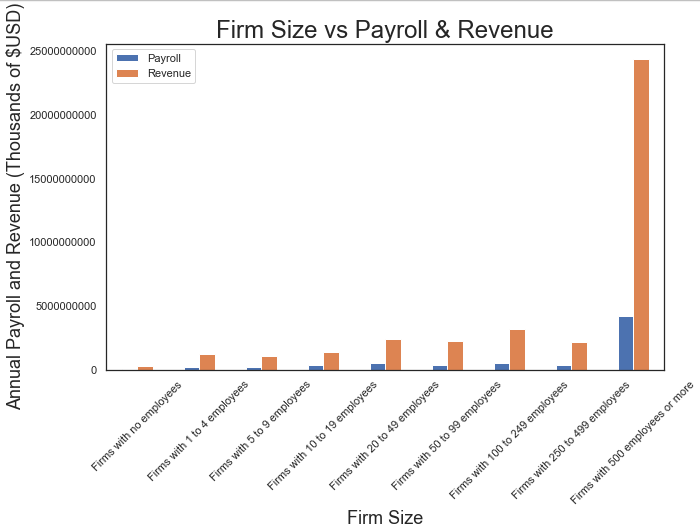 Firm Size vs Payroll & Revenue
Annual Payroll and Revenue (Thousands of $USD)
25000000000
20000000000
15000000000
10000000000
5000000000
0
Payroll
Revenue
Firms with no employees
Firms with 1 to 4 employees
Firms with 5 to 9 employees
Firms with 10 to 19 employees
Firms with 20 to 49 employees
Firms with 50 to 99 employees
Firms with 100 to 249 employees
Firms with 250 to 499 employees
Firms with 500 employees or more
Firm Size